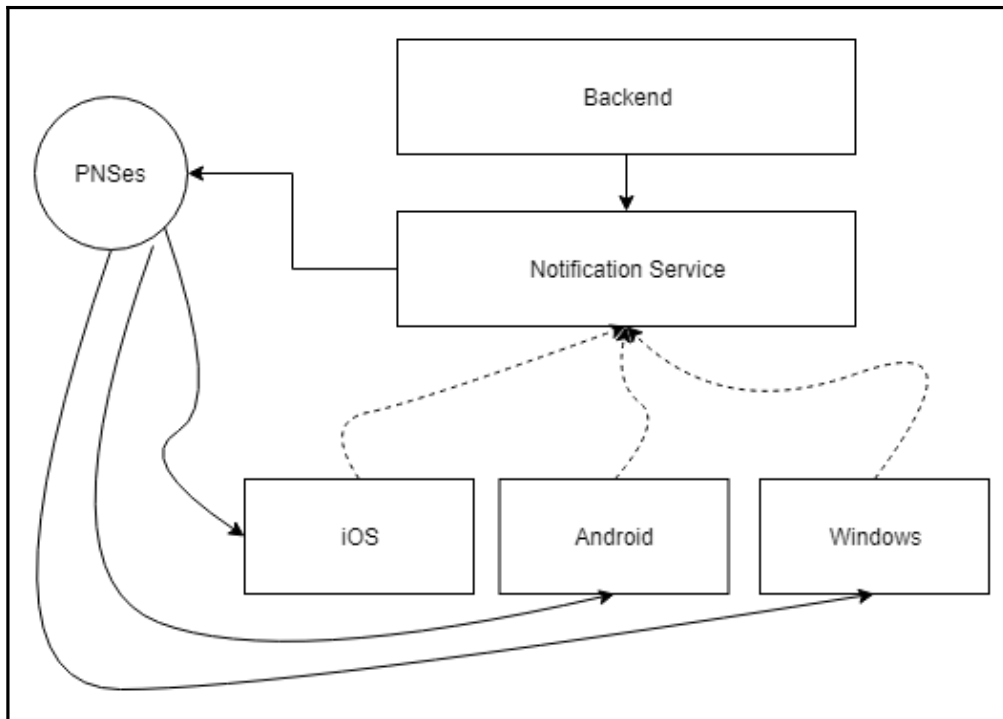 Backend
PNSes
Notification Service
iOS
Android
Windows